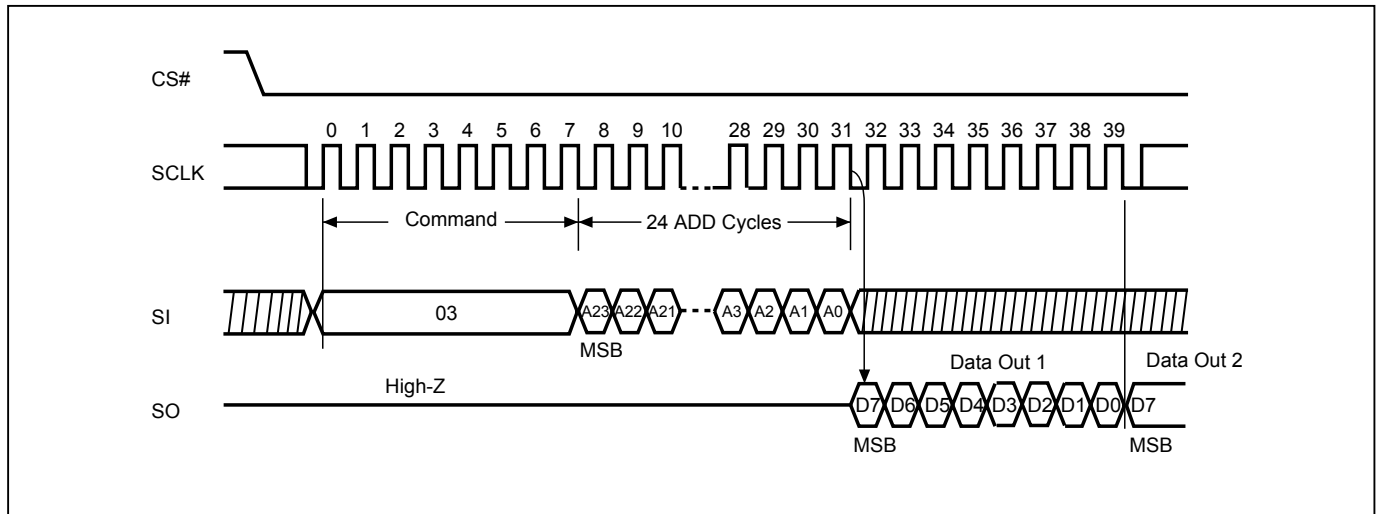 CS#
0 1 2 3 4 5 6 7 8 9 10 28 29 30 31 32 33 34 35 36 37 38 39
SCLK
Command 24 ADD Cycles
SI 03 A23 A22 A21 A3 A2 A1 A0
MSB
Data Out 1 Data Out 2
High-Z
SO D7 D6 D5 D4 D3 D2 D1 D0 D7
MSB MSB